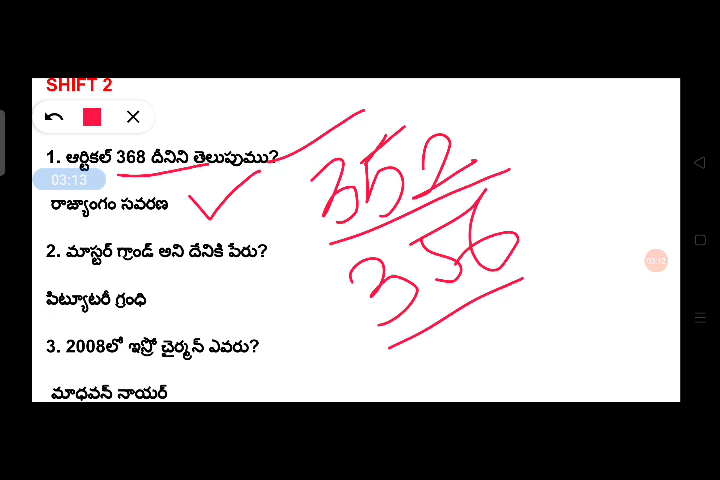 SHIFT 2
1. ఆర్టికల్ 368 దీనిని తెలుపుము?
352
03:13
రాజ్యాంగం సవరణ
356
2. మాస్టర్ గ్రాండ్ అని దేనికి పేరు?
03:12
పిట్యూటరీ గ్రంధి
3. 2008లో ఇస్రో చైర్మన్ ఎవరు?
మాధవన్ నాయర్